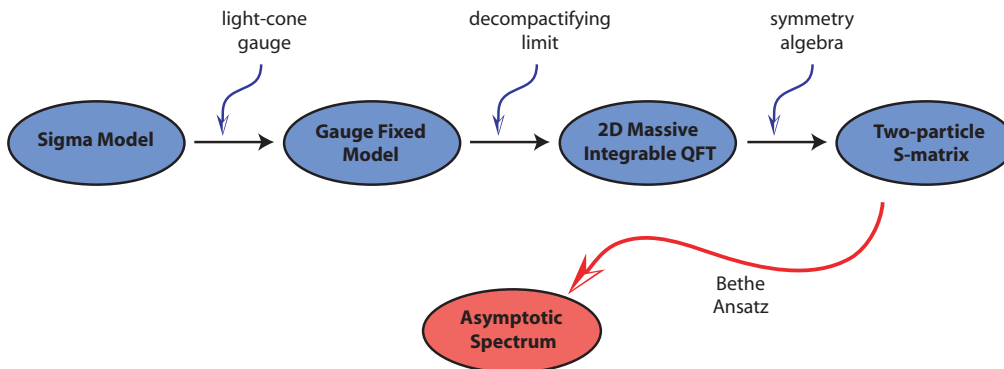 light-cone
gauge
decompactifying
limit
symmetry
algebra
Sigma Model
Gauge Fixed
Model
2D Massive
Integrable QFT
Two-particle
S-matrix
Bethe
Ansatz
Asymptotic
Spectrum